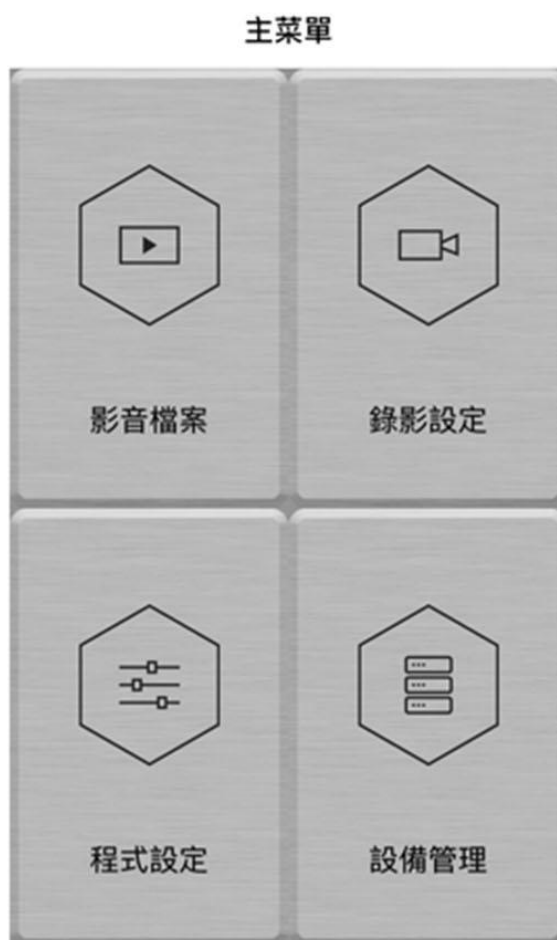 主菜單
影音檔案
錄影設定
程式設定
設備管理